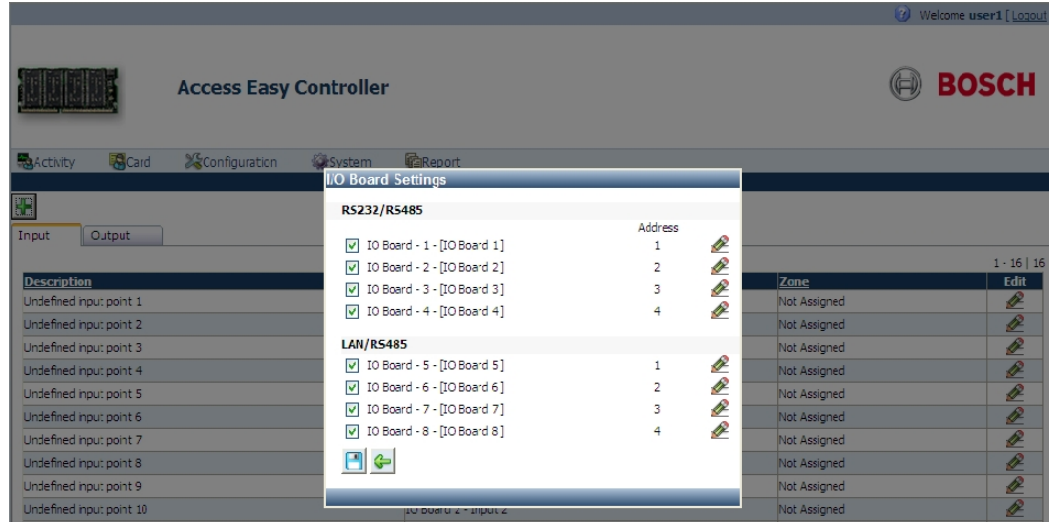 Welcome user1 [ Logout
Access Easy Controller
BOSCH
Activity Card Configuration System Report
I/O Board Settings
RS232/RS485
Address
IO Board - 1 - [IO Board 1] 1
IO Board - 2 - [IO Board 2] 2
IO Board - 3 - [IO Board 3] 3
IO Board - 4 - [IO Board 4] 4
LAN/RS485
IO Board - 5 - [IO Board 5] 1
IO Board - 6 - [IO Board 6] 2
IO Board - 7 - [IO Board 7] 3
IO Board - 8 - [IO Board 8] 4
Input Output
1 - 16 | 16
Description Zone Edit
Undefined input point 1 Not Assigned
Undefined input point 2 Not Assigned
Undefined input point 3 Not Assigned
Undefined input point 4 Not Assigned
Undefined input point 5 Not Assigned
Undefined input point 6 Not Assigned
Undefined input point 7 Not Assigned
Undefined input point 8 Not Assigned
Undefined input point 9 Not Assigned
Undefined input point 10 IO Board 2 - Input 2 Not Assigned